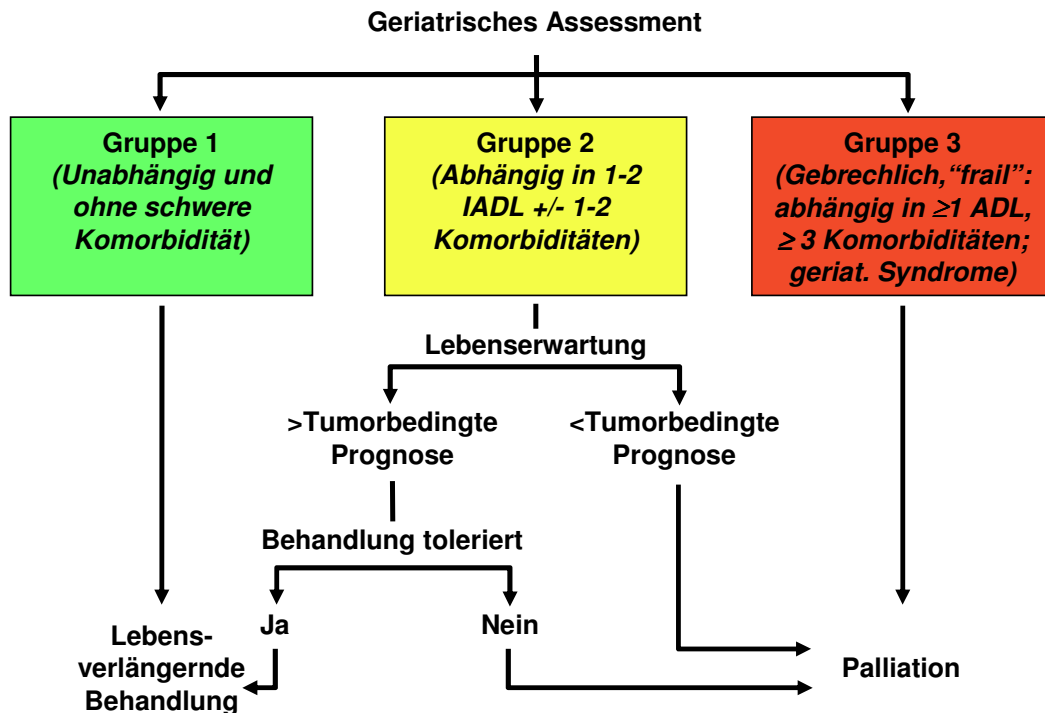 Geriatrisches Assessment
Gruppe 1
(Unabhängig und
ohne schwere
Komorbidität)
Gruppe 2
(Abhängig in 1-2
IADL +/- 1-2
Komorbiditäten)
Gruppe 3
(Gebrechlich,“frail”:
abhängig in ≥1 ADL,
≥ 3 Komorbiditäten;
geriat. Syndrome)
Lebenserwartung
>Tumorbedingte
Prognose
<Tumorbedingte
Prognose
Behandlung toleriert
Ja
Nein
Lebens-
verlängernde
Behandlung
Palliation